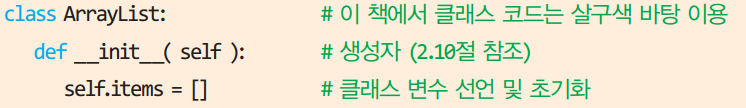 class ArrayList: # 이 책에서 클래스 코드는 살구색 바탕 이용
def __init__( self ): # 생성자 (2.10절 참조)
self.items = [] # 클래스 변수 선언 및 초기화